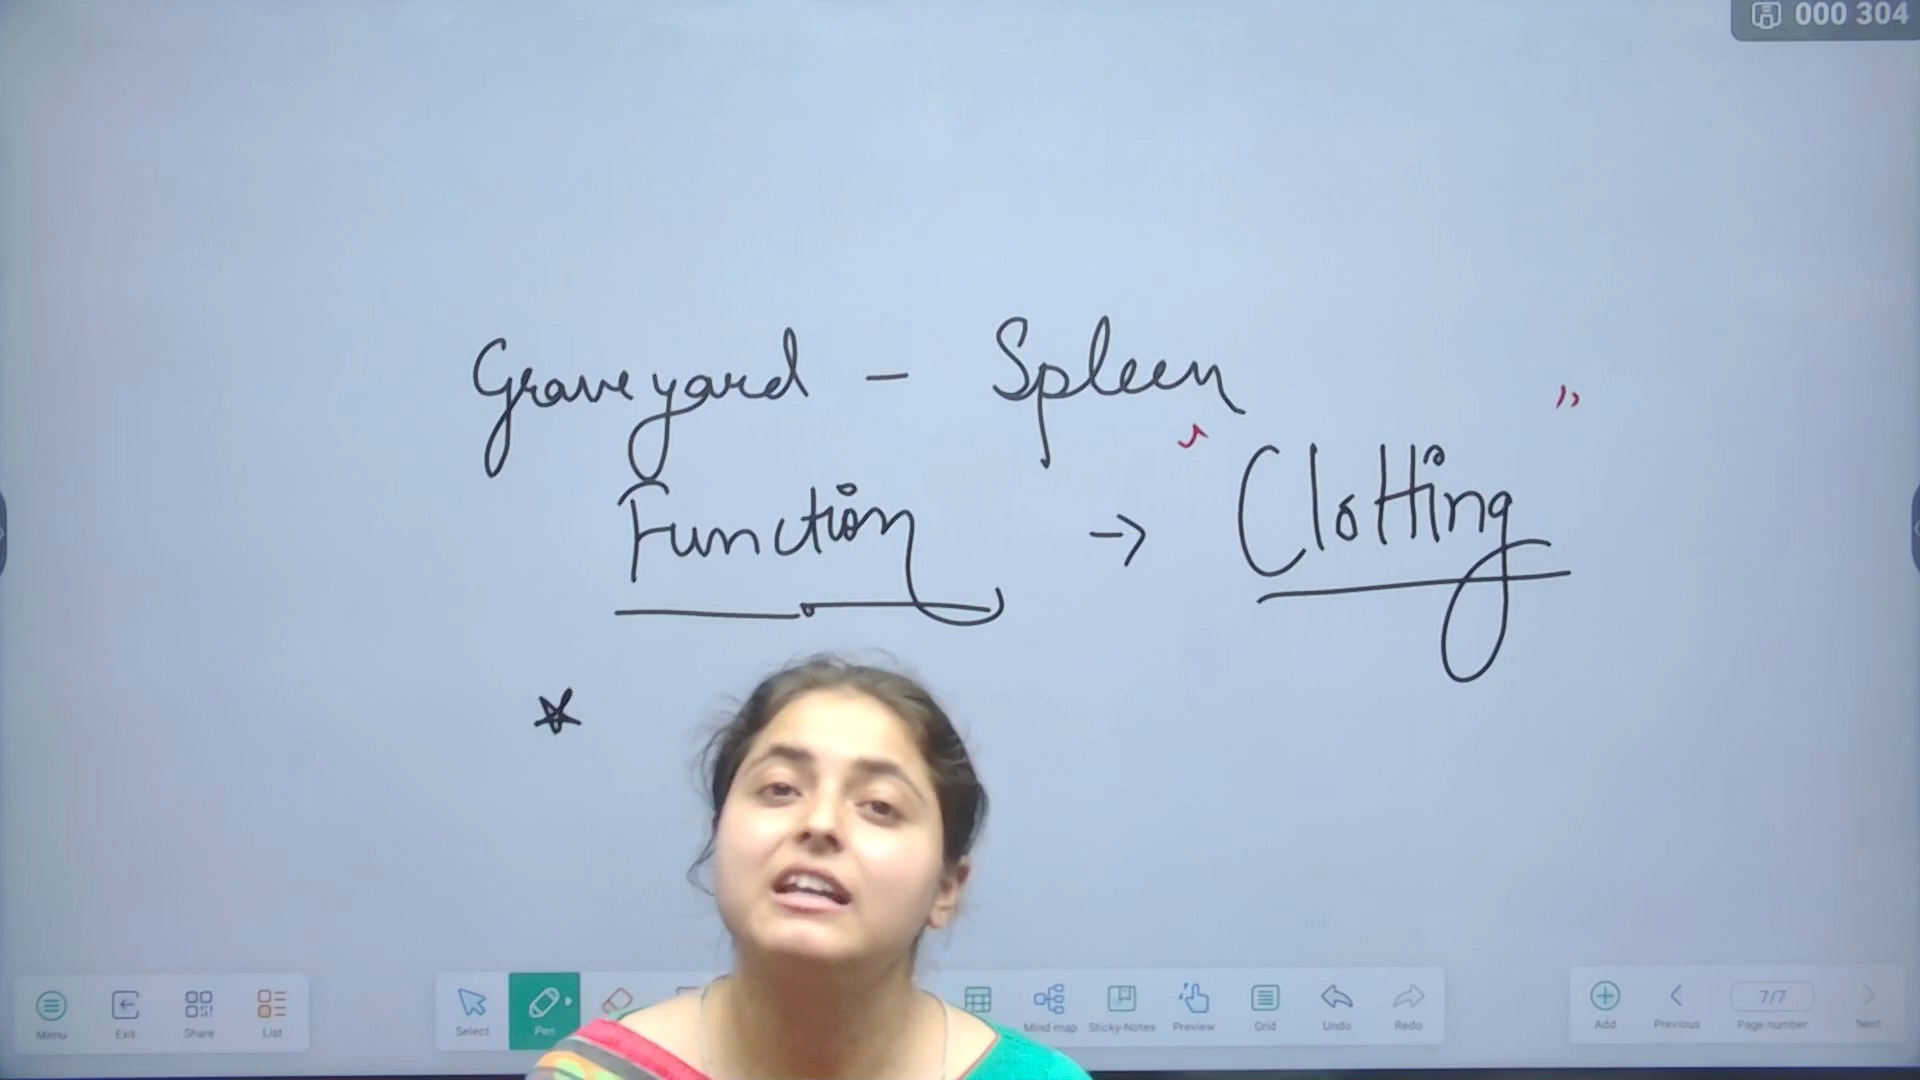 000 304
Graveyard - Spleen
Function → "Clotting"
Menu Exit Share List Select Pen Mind map Sticky-Notes Preview Grid Undo Redo Add Previous 7/7 Page number Next